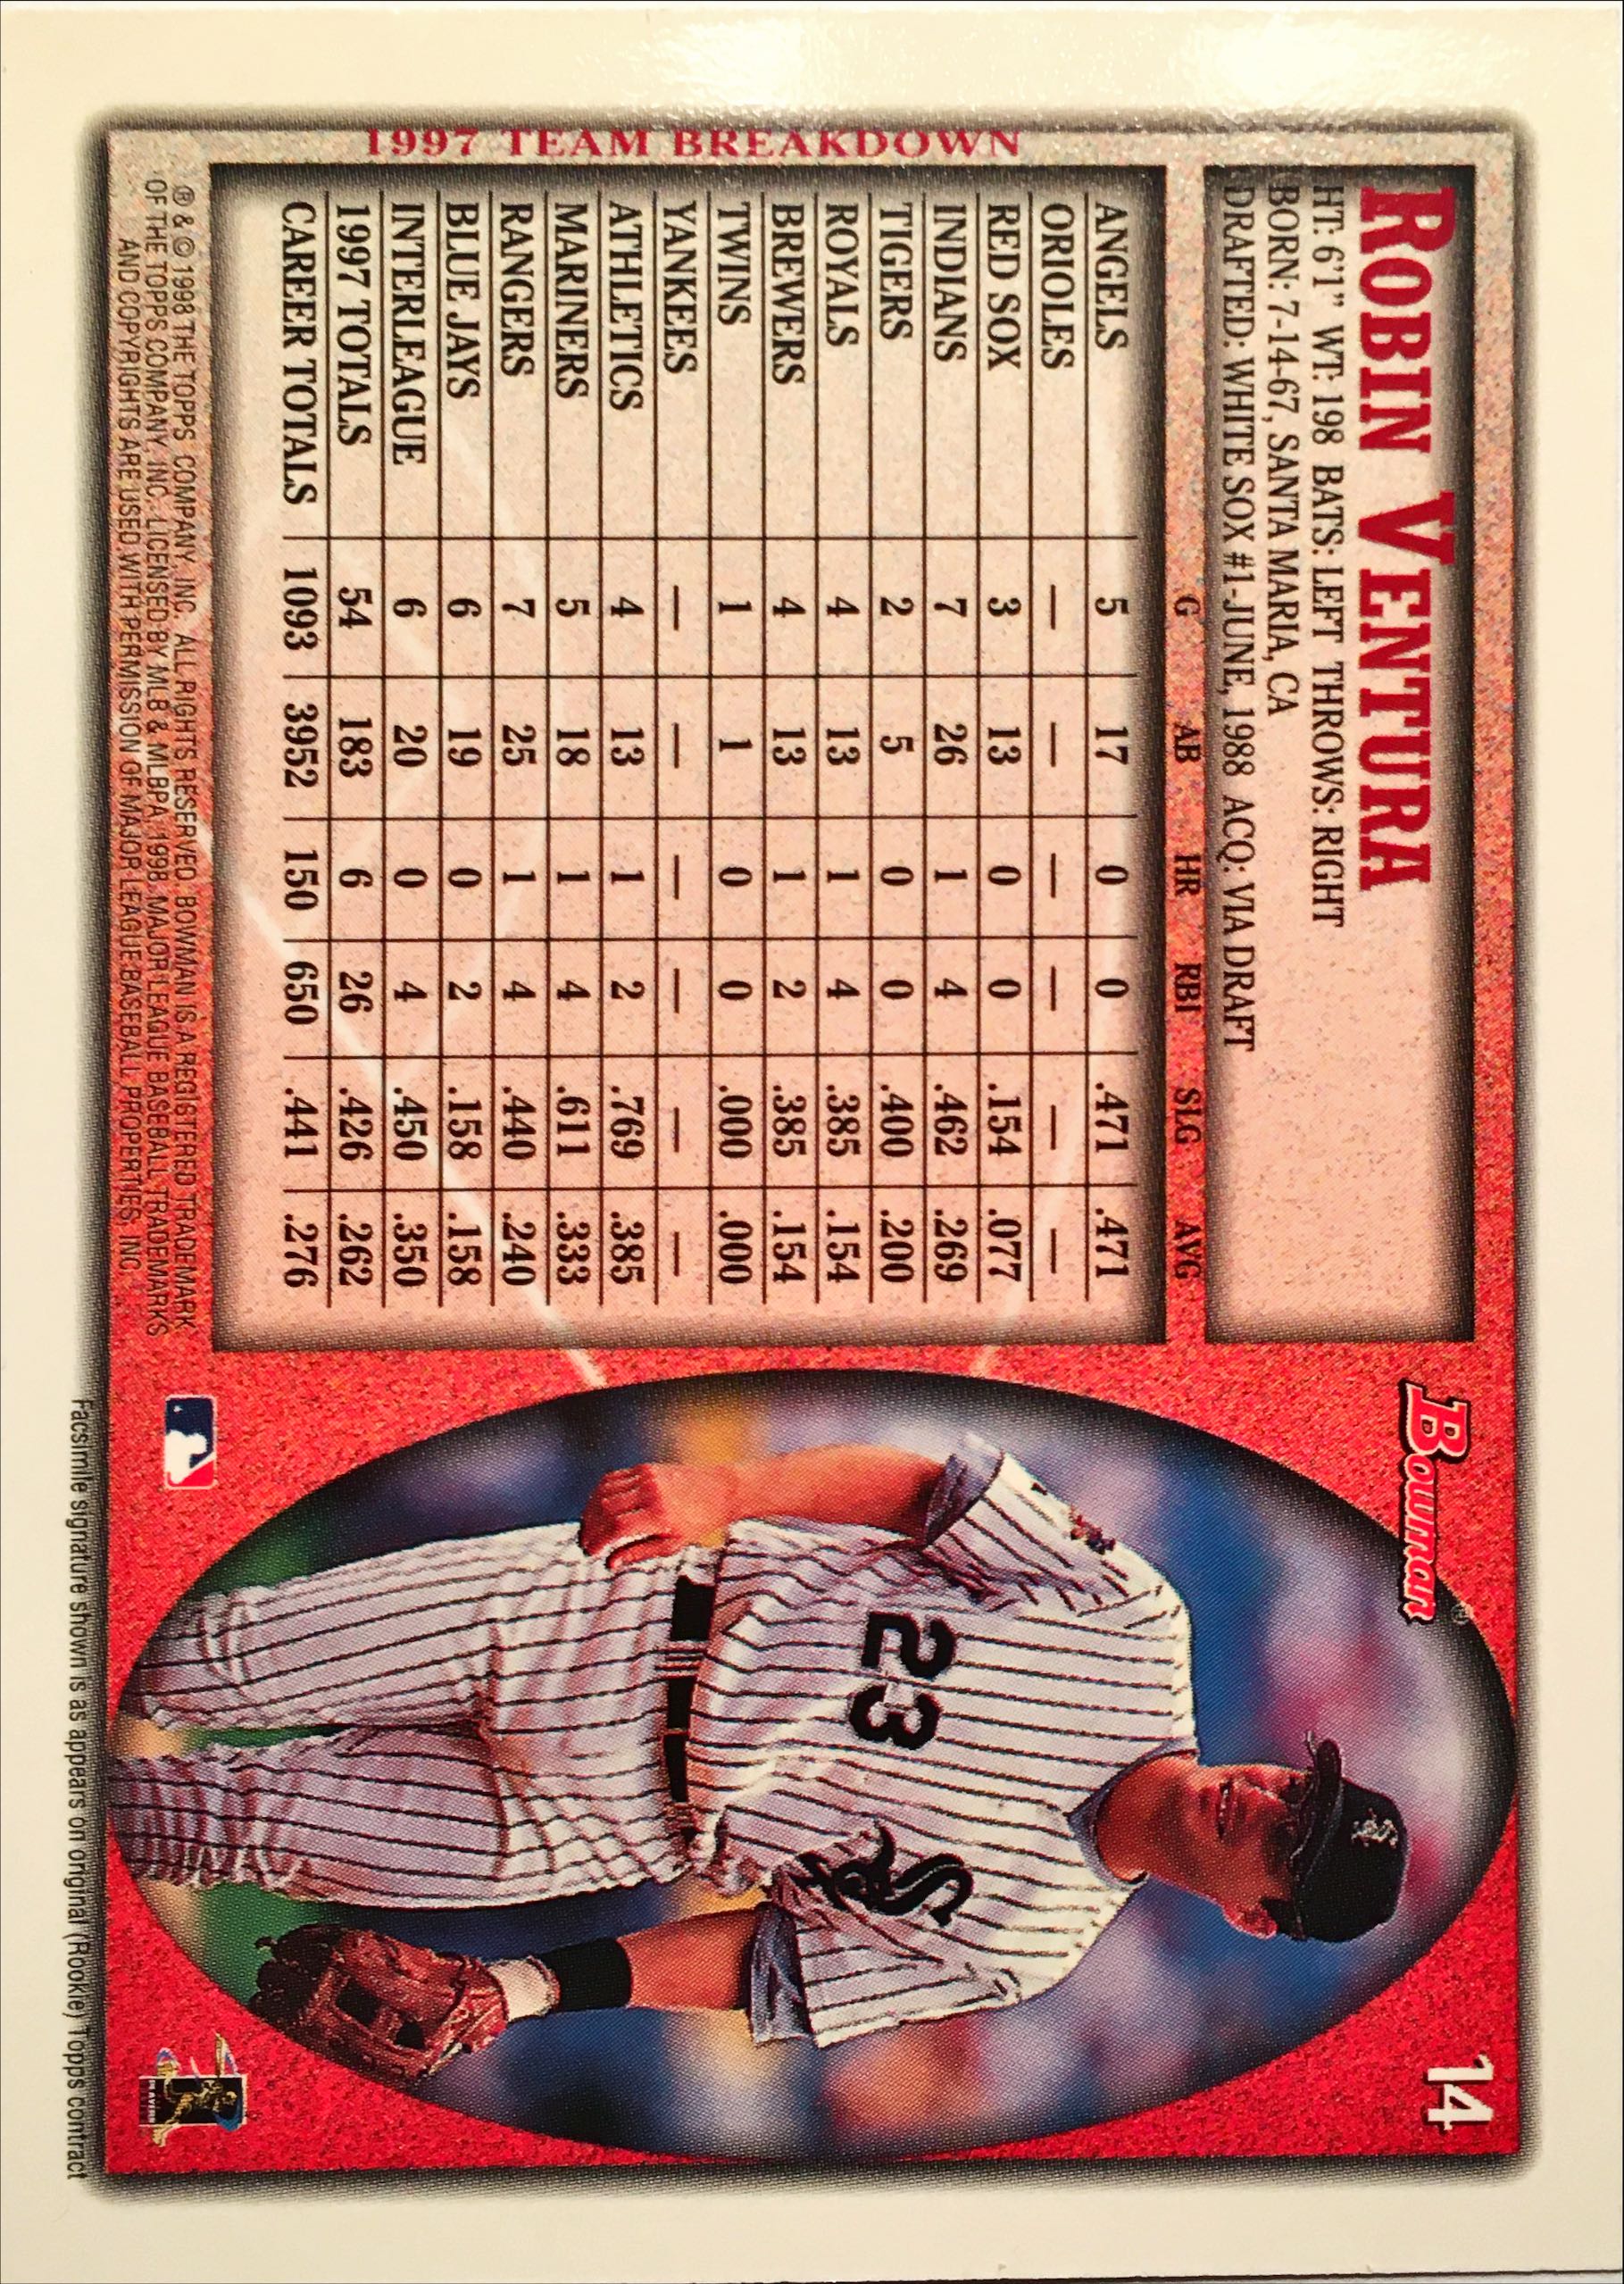 Bowman®
14
ROBIN VENTURA
HT: 6'1" WT: 198 BATS: LEFT THROWS: RIGHT
BORN: 7-14-67, SANTA MARIA, CA
DRAFTED: WHITE SOX #1-JUNE, 1988 ACQ: VIA DRAFT
1997 TEAM BREAKDOWN
G AB HR RBI SLG AVG
ANGELS 5 17 0 0 .471 .471
ORIOLES — — — — — —
RED SOX 3 13 0 0 .154 .077
INDIANS 7 26 1 4 .462 .269
TIGERS 2 5 0 0 .400 .200
ROYALS 4 13 1 4 .385 .154
BREWERS 4 13 1 2 .385 .154
TWINS 1 1 0 0 .000 .000
YANKEES — — — — — —
ATHLETICS 4 13 1 2 .769 .385
MARINERS 5 18 1 4 .611 .333
RANGERS 7 25 1 4 .440 .240
BLUE JAYS 6 19 0 2 .158 .158
INTERLEAGUE 6 20 0 4 .450 .350
1997 TOTALS 54 183 6 26 .426 .262
CAREER TOTALS 1093 3952 150 650 .441 .276
Sox
23
® & © 1998 THE TOPPS COMPANY, INC. ALL RIGHTS RESERVED. BOWMAN IS A REGISTERED TRADEMARK
OF THE TOPPS COMPANY, INC. LICENSED BY MLB & MLBPA 1998. MAJOR LEAGUE BASEBALL TRADEMARKS
AND COPYRIGHTS ARE USED WITH PERMISSION OF MAJOR LEAGUE BASEBALL PROPERTIES, INC.
PLAYERS
Facsimile signature shown is as appears on original (Rookie) Topps contract